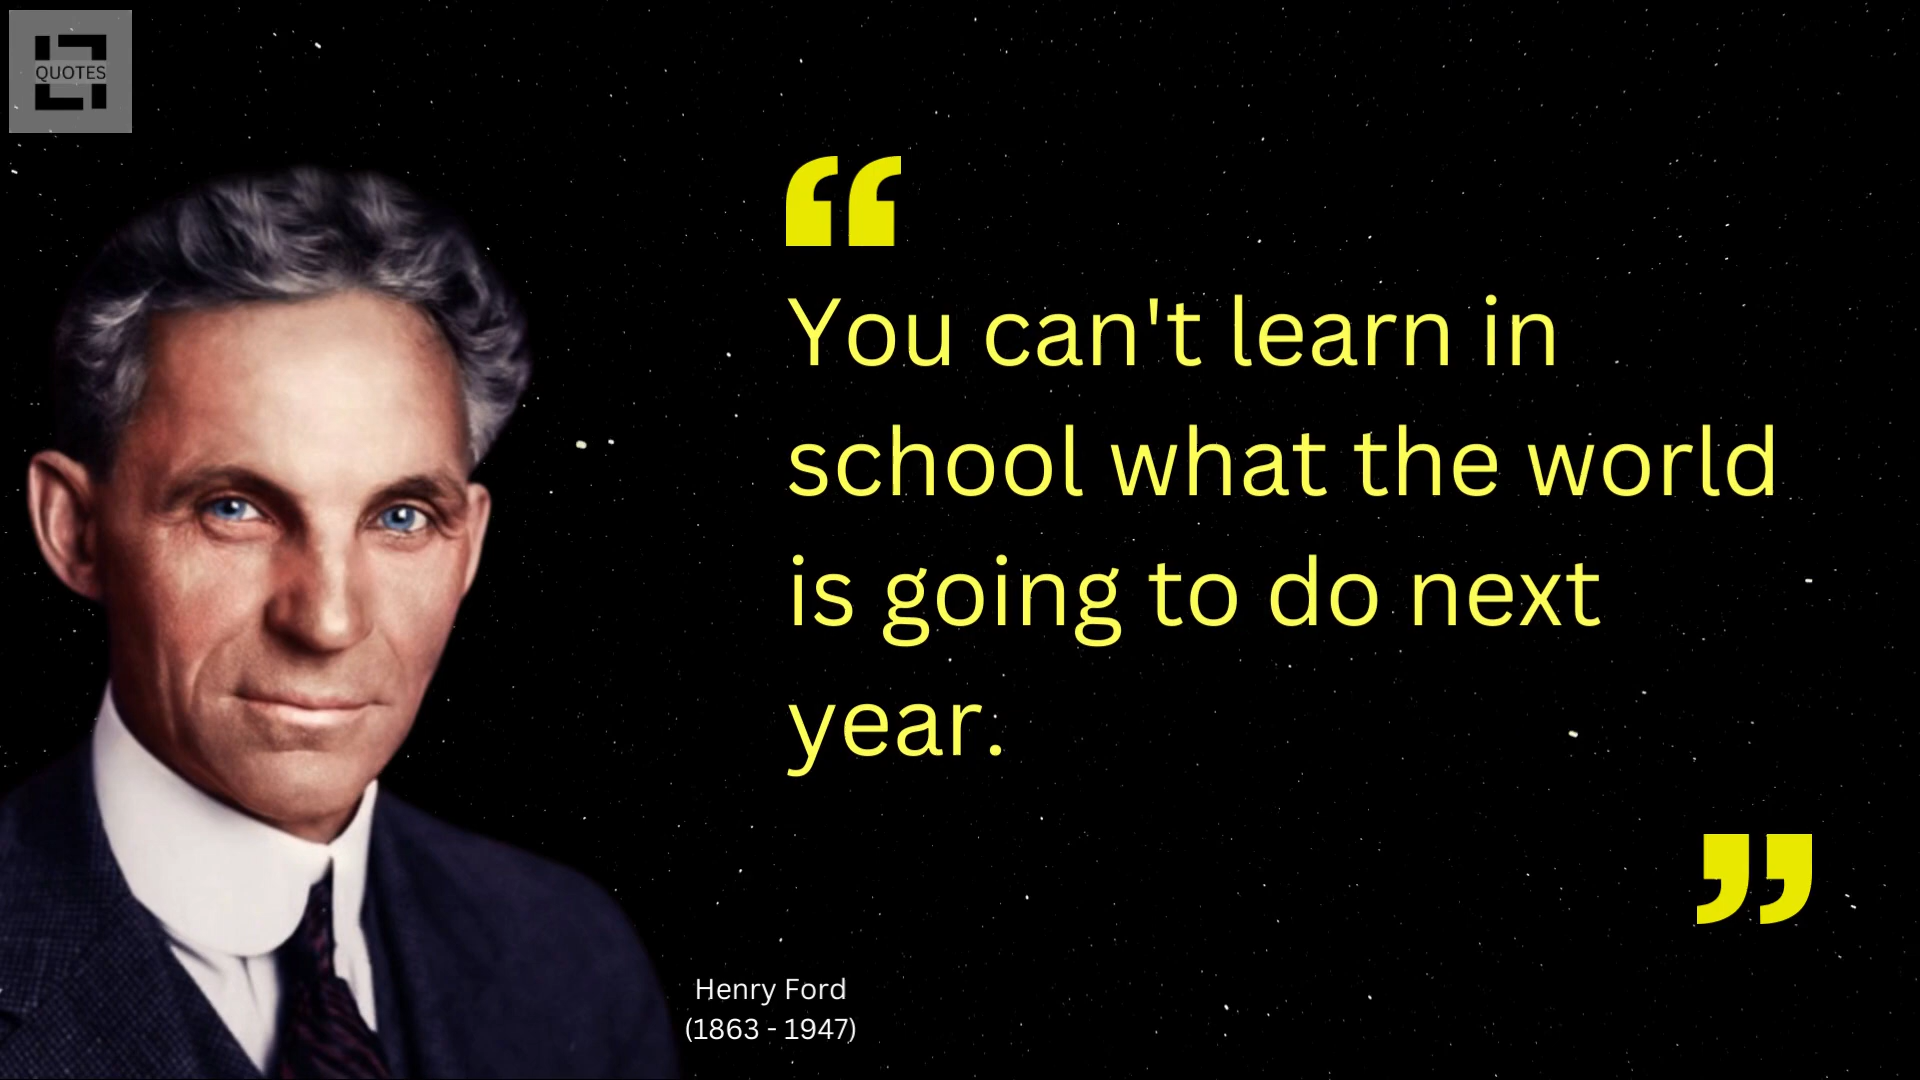 QUOTES
You can't learn in
school what the world
is going to do next
year.
Henry Ford
(1863 - 1947)